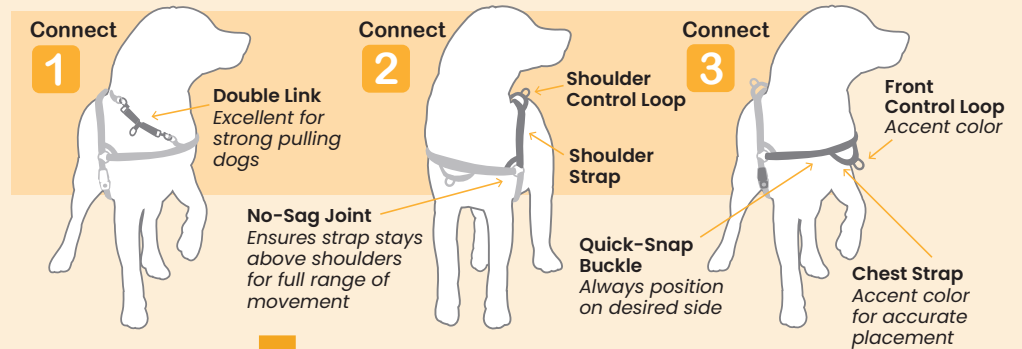 Connect
1
Double Link
Excellent for
strong pulling
dogs
Connect
2
Shoulder
Control Loop
Shoulder
Strap
No-Sag Joint
Ensures strap stays
above shoulders
for full range of
movement
Connect
3
Front
Control Loop
Accent color
Quick-Snap
Buckle
Always position
on desired side
Chest Strap
Accent color
for accurate
placement